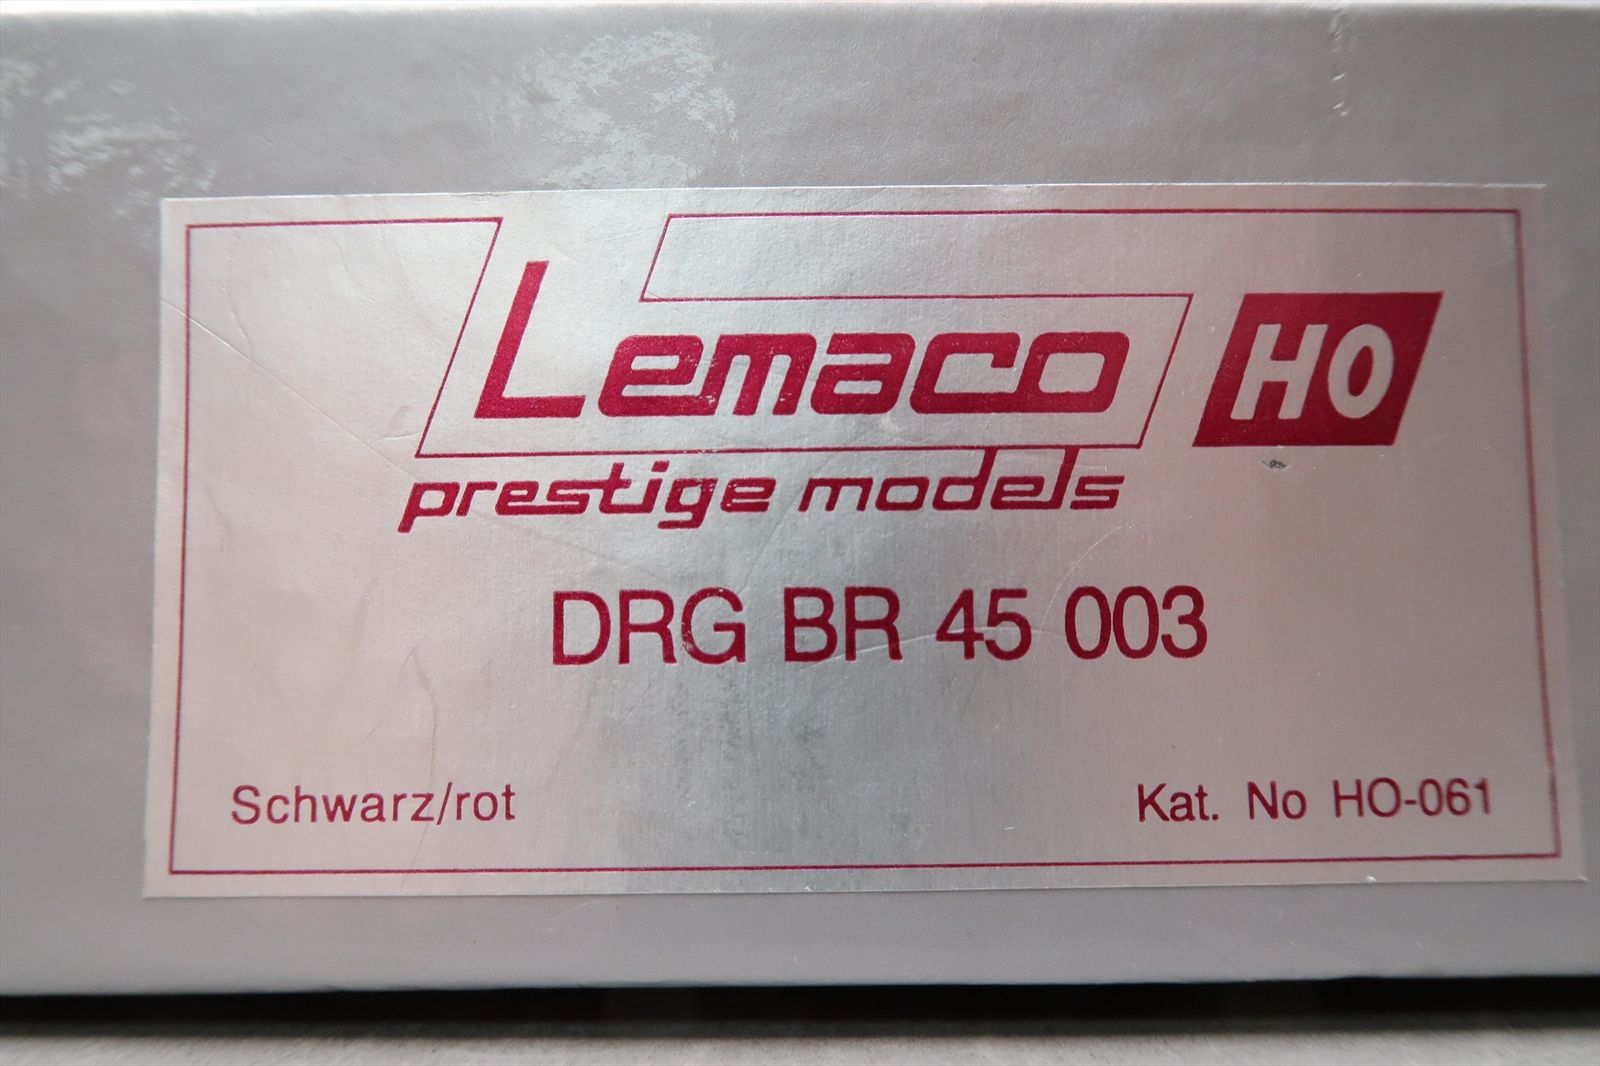 Lemaco HO
prestige models
DRG BR 45 003
Schwarz/rot Kat. No HO-061